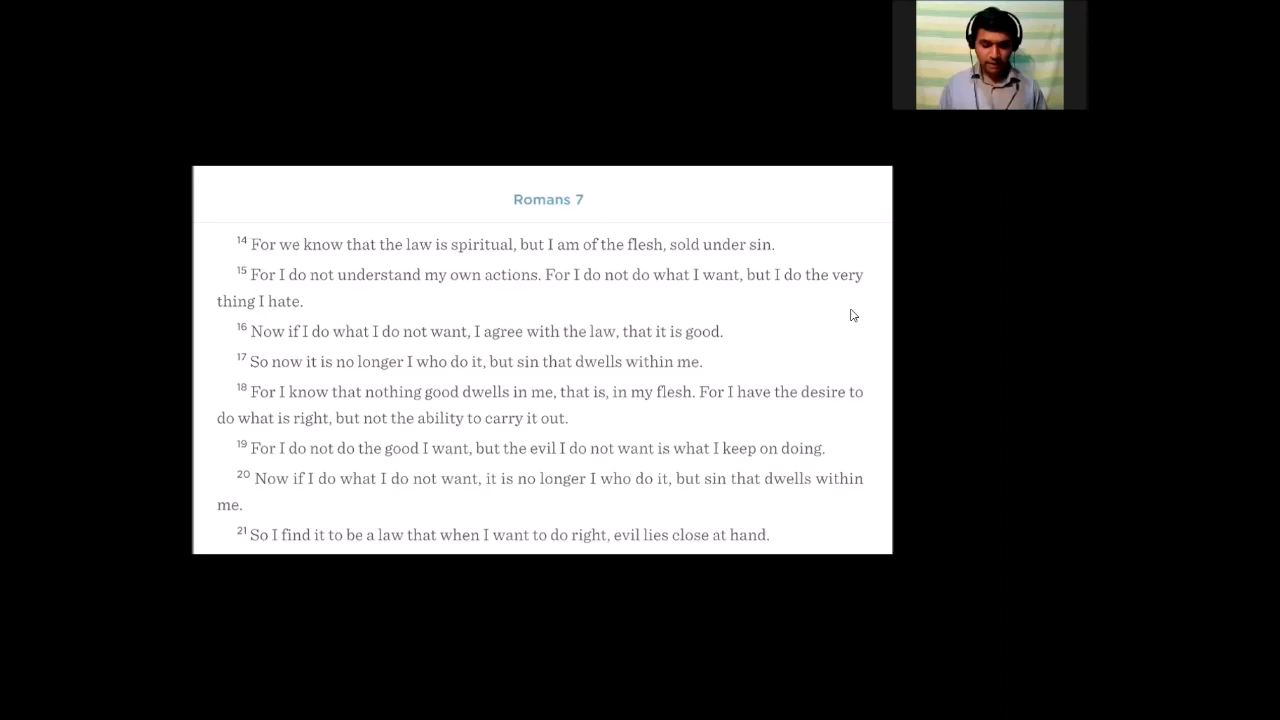 Romans 7
14 For we know that the law is spiritual, but I am of the flesh, sold under sin.
15 For I do not understand my own actions. For I do not do what I want, but I do the very
thing I hate.
16 Now if I do what I do not want, I agree with the law, that it is good.
17 So now it is no longer I who do it, but sin that dwells within me.
18 For I know that nothing good dwells in me, that is, in my flesh. For I have the desire to
do what is right, but not the ability to carry it out.
19 For I do not do the good I want, but the evil I do not want is what I keep on doing.
20 Now if I do what I do not want, it is no longer I who do it, but sin that dwells within
me.
21 So I find it to be a law that when I want to do right, evil lies close at hand.